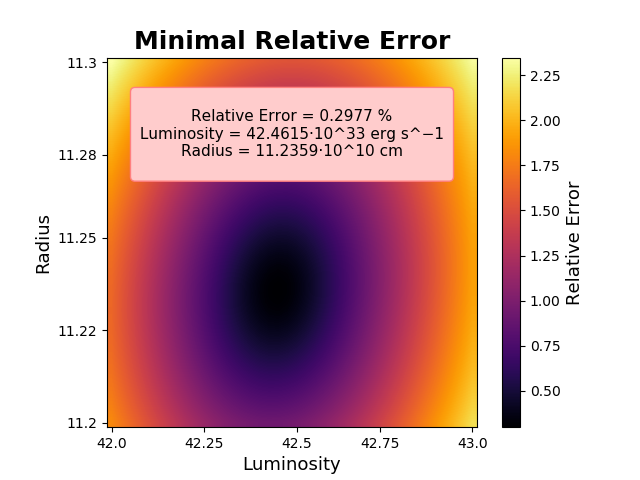 Minimal Relative Error
Relative Error = 0.2977 %
Luminosity = 42.4615·10^33 erg s^−1
Radius = 11.2359·10^10 cm
11.3
11.28
11.25
11.22
11.2
Radius
42.0
42.25
42.5
42.75
43.0
Luminosity
2.25
2.00
1.75
1.50
1.25
1.00
0.75
0.50
Relative Error